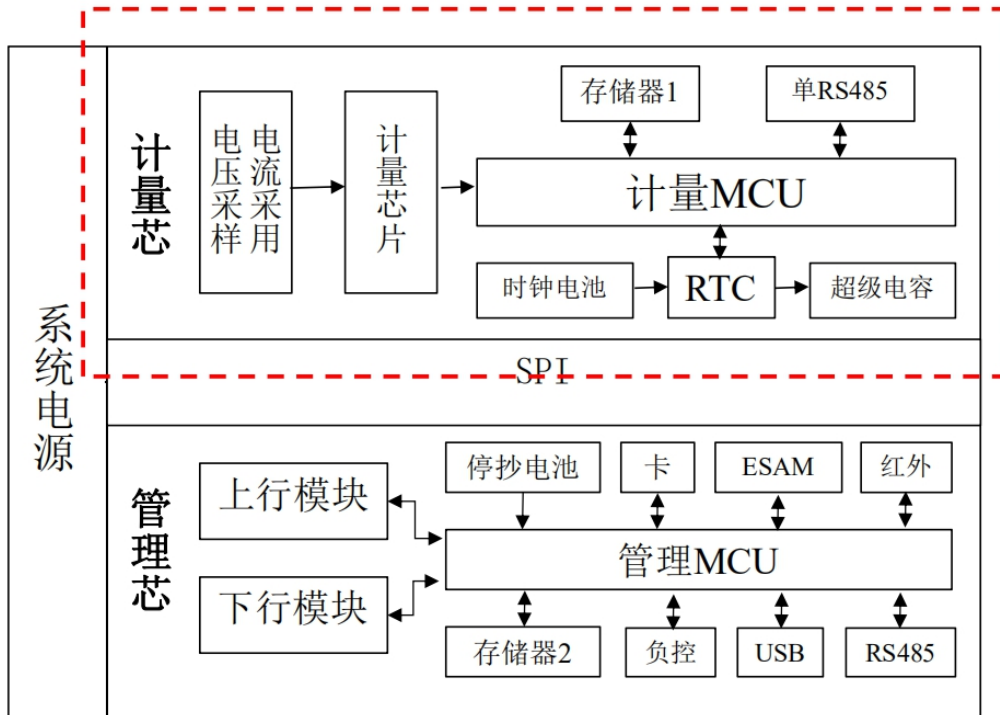 系统电源
计量芯
电压采样
电流采用
计量芯片
存储器1
单RS485
计量MCU
时钟电池
RTC
超级电容
SPI
管理芯
上行模块
下行模块
停抄电池
卡
ESAM
红外
管理MCU
存储器2
负控
USB
RS485